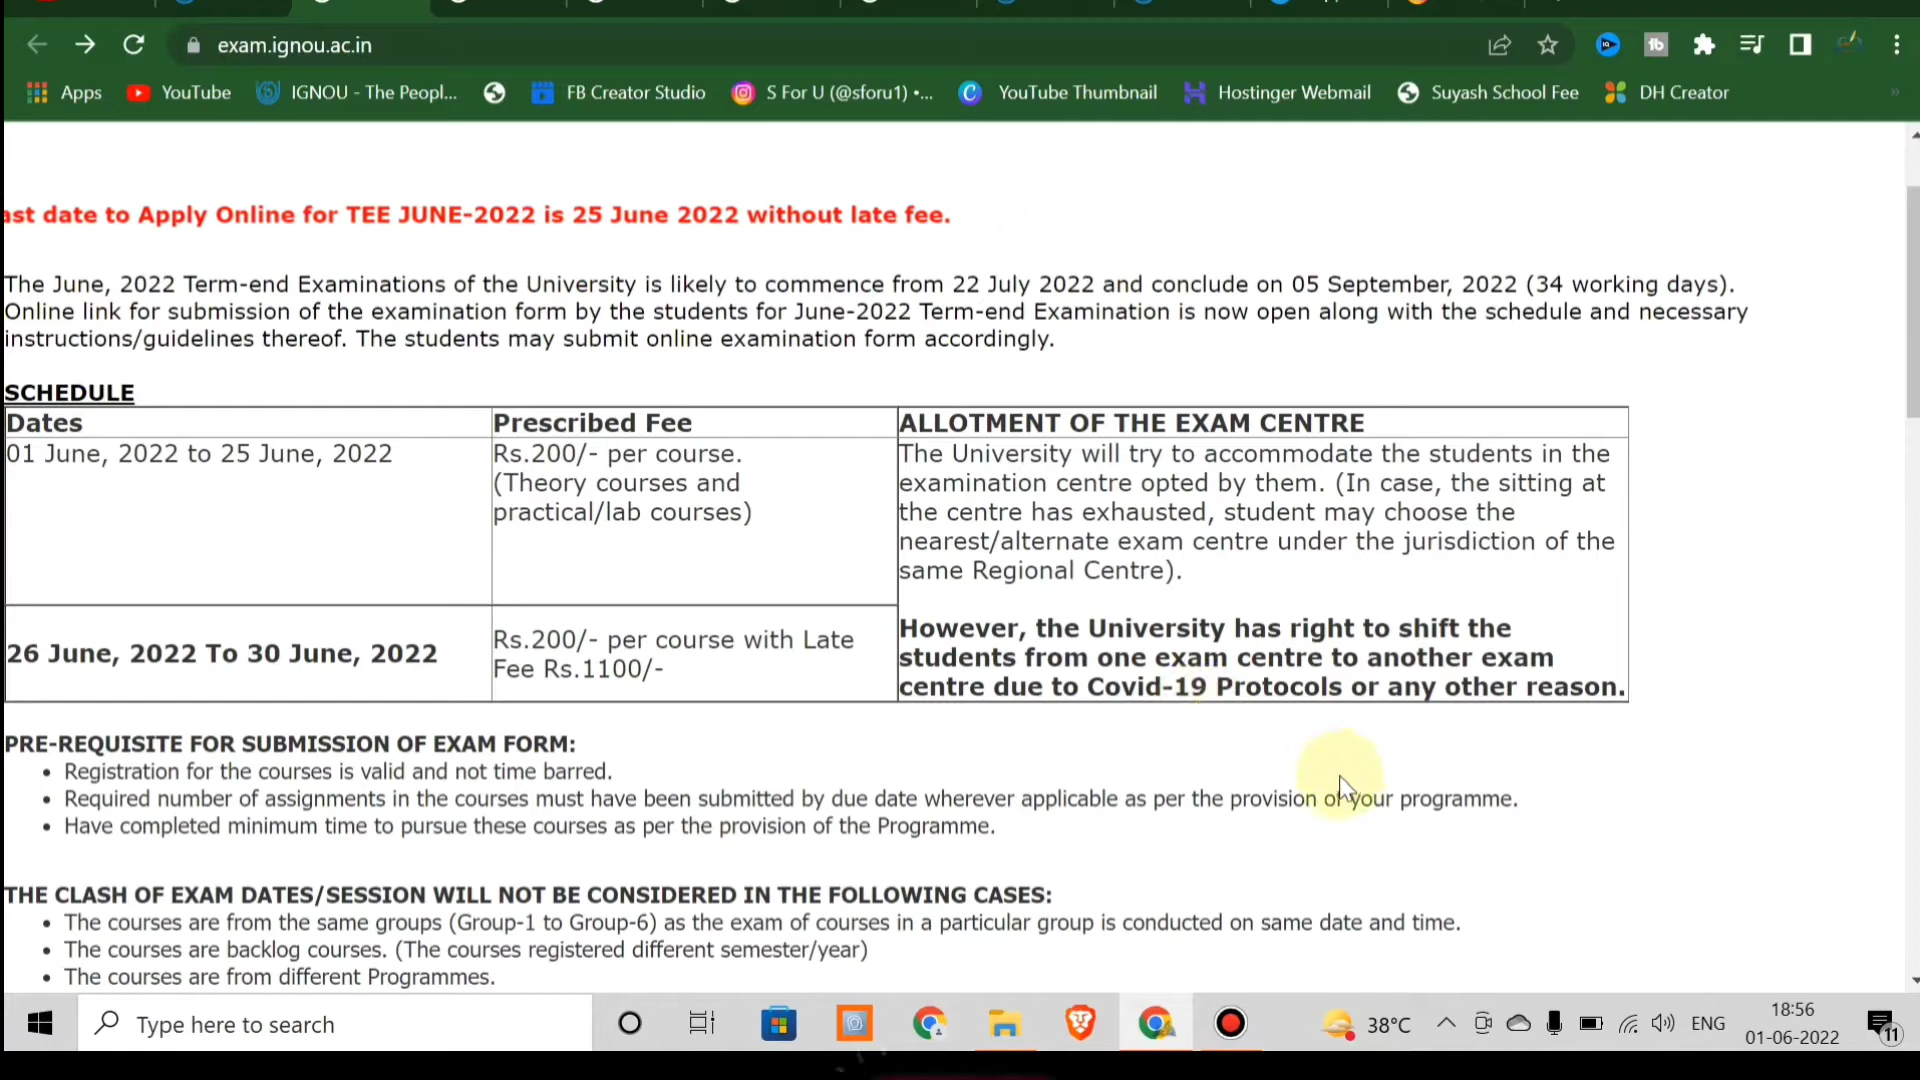 exam.ignou.ac.in
Apps YouTube IGNOU - The Peopl... FB Creator Studio S For U (@sforu1) •... YouTube Thumbnail Hostinger Webmail Suyash School Fee DH Creator
ast date to Apply Online for TEE JUNE-2022 is 25 June 2022 without late fee.
The June, 2022 Term-end Examinations of the University is likely to commence from 22 July 2022 and conclude on 05 September, 2022 (34 working days).
Online link for submission of the examination form by the students for June-2022 Term-end Examination is now open along with the schedule and necessary
instructions/guidelines thereof. The students may submit online examination form accordingly.
SCHEDULE
Dates
Prescribed Fee
ALLOTMENT OF THE EXAM CENTRE
01 June, 2022 to 25 June, 2022
Rs.200/- per course.
(Theory courses and
practical/lab courses)
The University will try to accommodate the students in the
examination centre opted by them. (In case, the sitting at
the centre has exhausted, student may choose the
nearest/alternate exam centre under the jurisdiction of the
same Regional Centre).
However, the University has right to shift the
students from one exam centre to another exam
centre due to Covid-19 Protocols or any other reason.
26 June, 2022 To 30 June, 2022
Rs.200/- per course with Late
Fee Rs.1100/-
PRE-REQUISITE FOR SUBMISSION OF EXAM FORM:
• Registration for the courses is valid and not time barred.
• Required number of assignments in the courses must have been submitted by due date wherever applicable as per the provision of your programme.
• Have completed minimum time to pursue these courses as per the provision of the Programme.
THE CLASH OF EXAM DATES/SESSION WILL NOT BE CONSIDERED IN THE FOLLOWING CASES:
• The courses are from the same groups (Group-1 to Group-6) as the exam of courses in a particular group is conducted on same date and time.
• The courses are backlog courses. (The courses registered different semester/year)
• The courses are from different Programmes.
Type here to search
38°C
ENG
18:56
01-06-2022
11